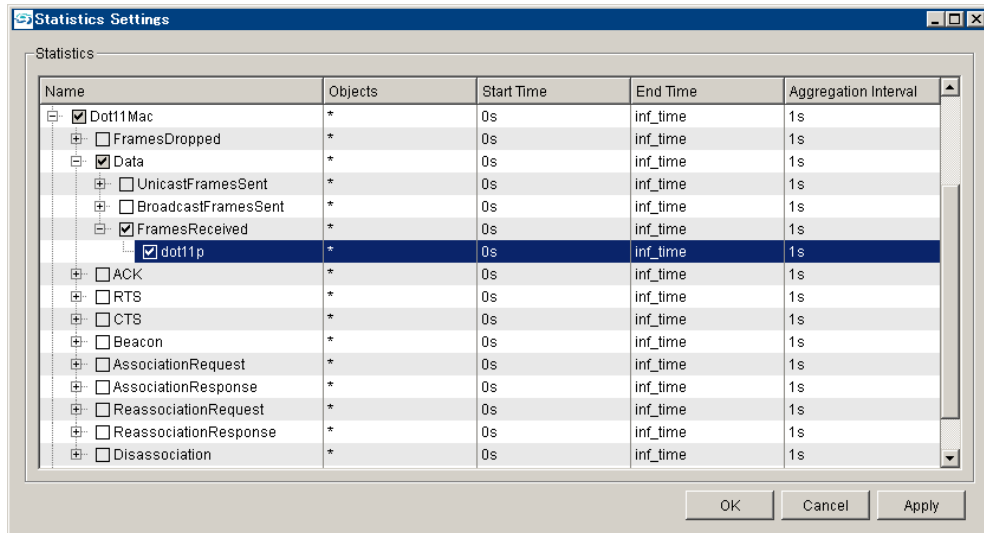 Statistics Settings
Statistics
Name Objects Start Time End Time Aggregation Interval
Dot11Mac * 0s inf_time 1s
FramesDropped * 0s inf_time 1s
Data * 0s inf_time 1s
UnicastFramesSent * 0s inf_time 1s
BroadcastFramesSent * 0s inf_time 1s
FramesReceived * 0s inf_time 1s
dot11p * 0s inf_time 1s
ACK * 0s inf_time 1s
RTS * 0s inf_time 1s
CTS * 0s inf_time 1s
Beacon * 0s inf_time 1s
AssociationRequest * 0s inf_time 1s
AssociationResponse * 0s inf_time 1s
ReassociationRequest * 0s inf_time 1s
ReassociationResponse * 0s inf_time 1s
Disassociation * 0s inf_time 1s
OK Cancel Apply